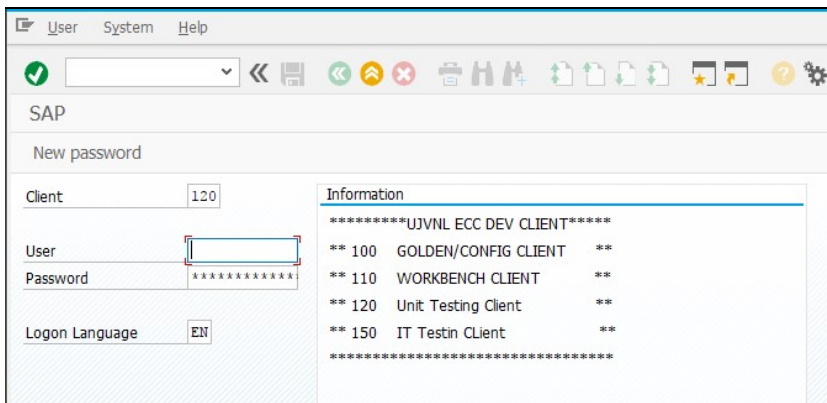 User System Help
SAP
New password
Client 120
User
Password ************
Logon Language EN
Information
*********UJVNL ECC DEV CLIENT*****
** 100 GOLDEN/CONFIG CLIENT **
** 110 WORKBENCH CLIENT **
** 120 Unit Testing Client **
** 150 IT Testin CLient **
**********************************